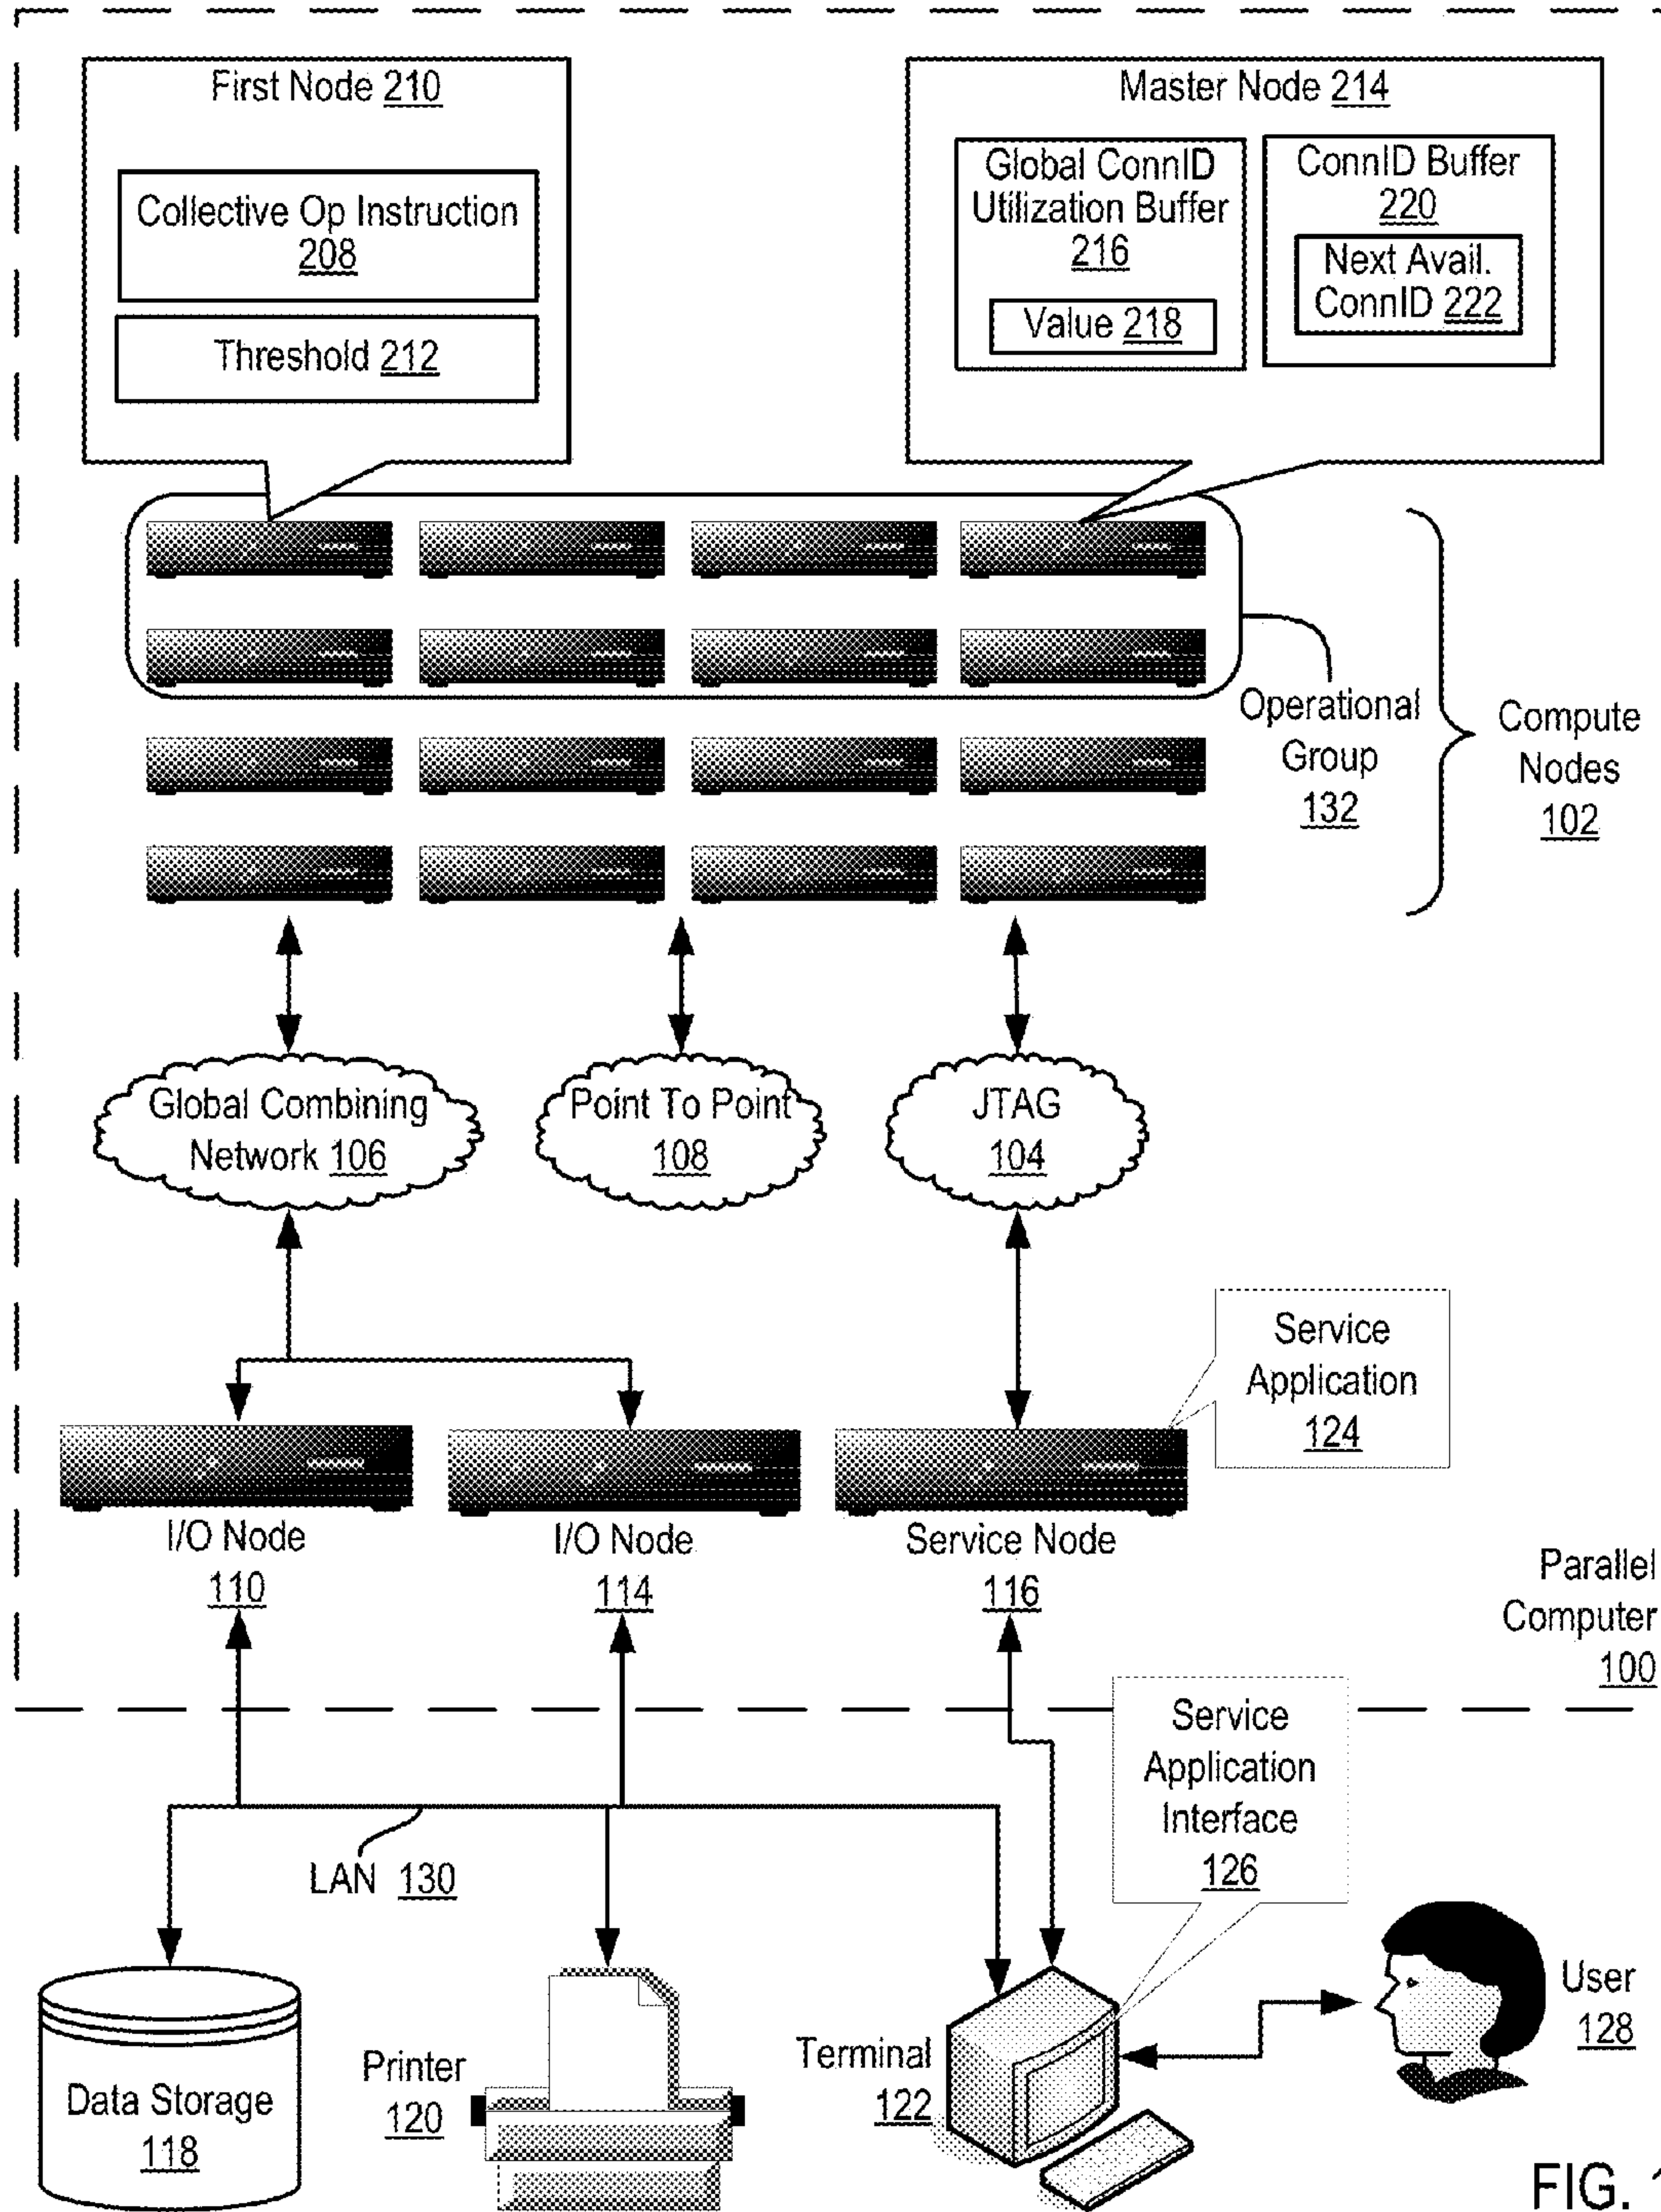 First Node 210
Collective Op Instruction
208
Threshold 212
Master Node 214
Global ConnID
Utilization Buffer
216
Value 218
ConnID Buffer
220
Next Avail.
ConnID 222
Operational
Group
132
Compute
Nodes
102
Global Combining
Network 106
Point To Point
108
JTAG
104
Service
Application
124
I/O Node
110
I/O Node
114
Service Node
116
Parallel
Computer
100
Service
Application
Interface
126
LAN 130
Data Storage
118
Printer
120
Terminal
122
User
128
FIG. 1